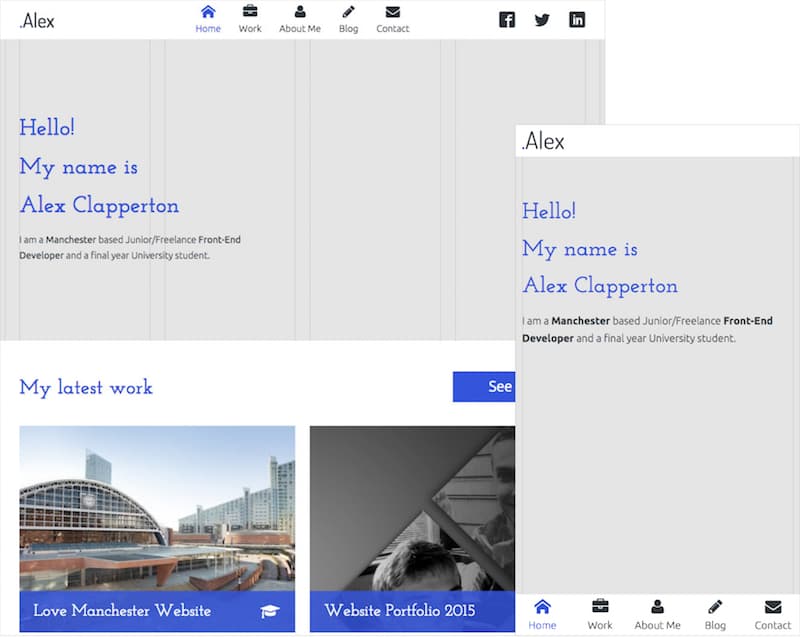 .Alex
Home Work About Me Blog Contact
Hello!
My name is
Alex Clapperton
I am a Manchester based Junior/Freelance Front-End
Developer and a final year University student.
My latest work
See
Love Manchester Website
Website Portfolio 2015
.Alex
Hello!
My name is
Alex Clapperton
I am a Manchester based Junior/Freelance Front-End
Developer and a final year University student.
Home Work About Me Blog Contact